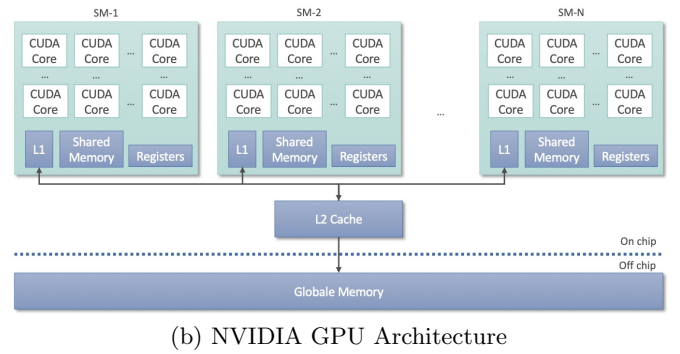 SM-1 SM-2 SM-N
CUDA Core CUDA Core ... CUDA Core CUDA Core CUDA Core ... CUDA Core CUDA Core CUDA Core ... CUDA Core
... ... ... ... ... ...
CUDA Core CUDA Core ... CUDA Core CUDA Core CUDA Core ... CUDA Core ... CUDA Core CUDA Core ... CUDA Core
L1 Shared Memory Registers L1 Shared Memory Registers L1 Shared Memory Registers
L2 Cache
On chip
Off chip
Globale Memory
(b) NVIDIA GPU Architecture